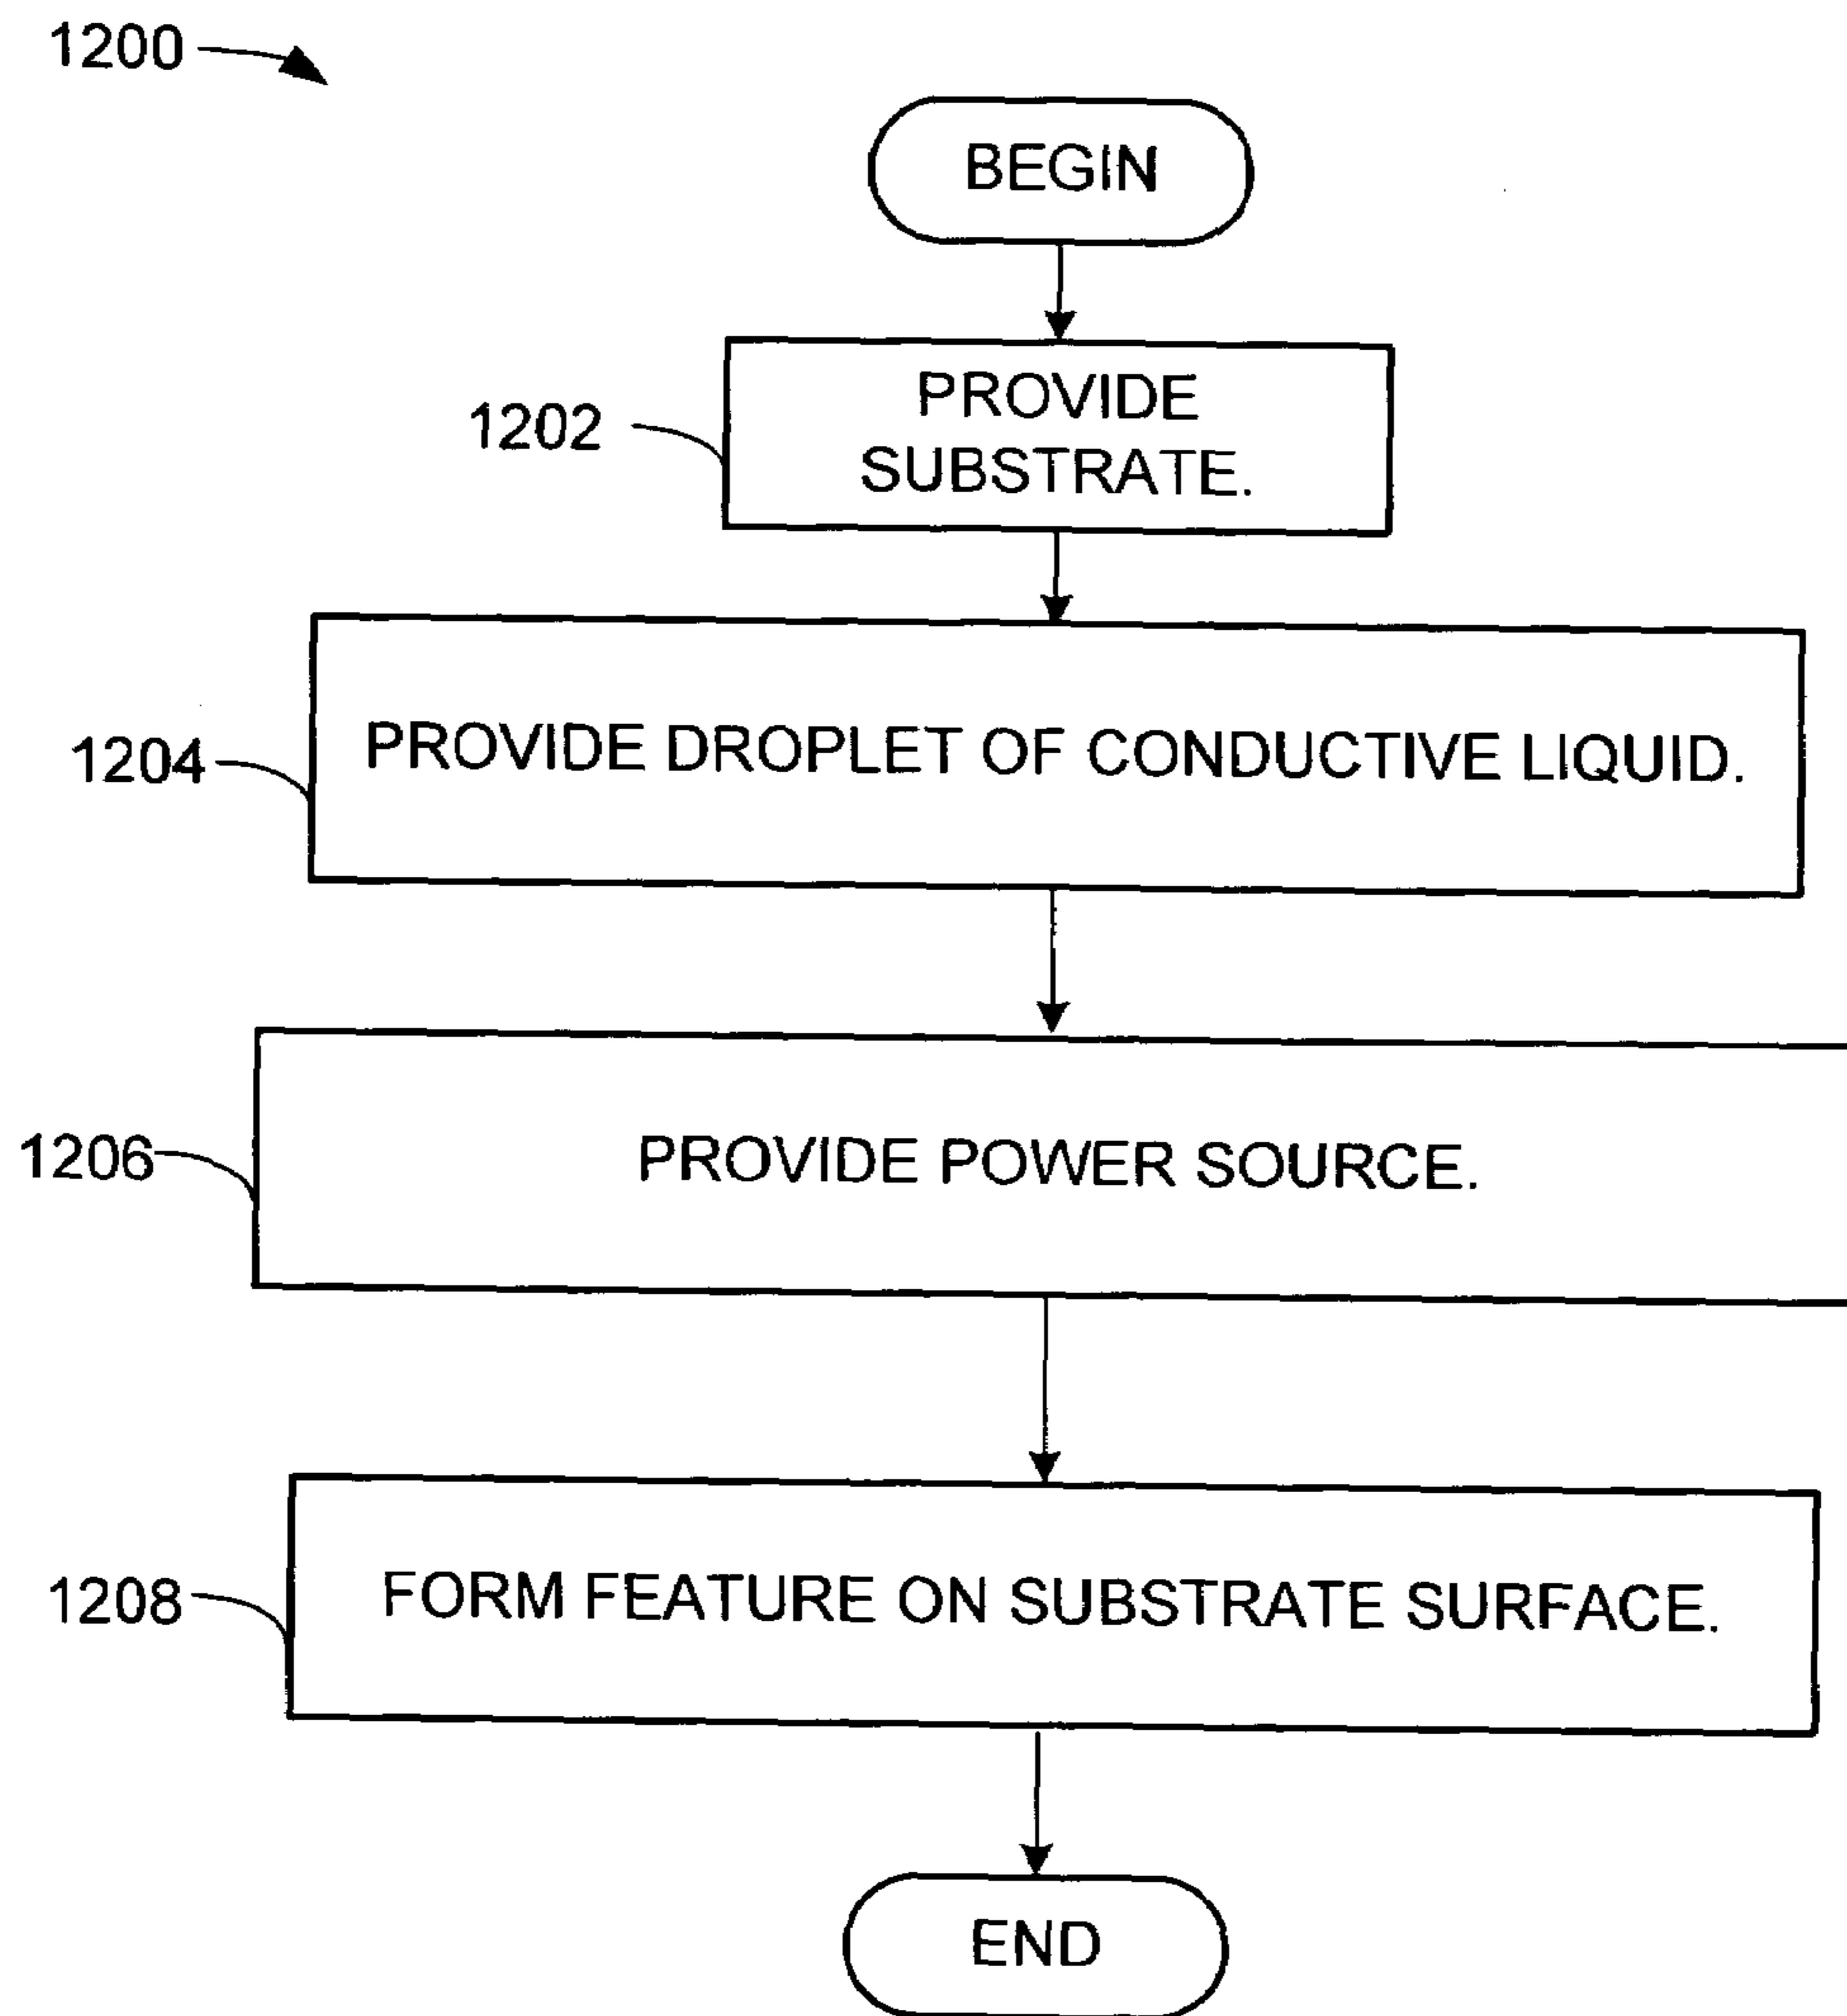 1200
BEGIN
1202
PROVIDE
SUBSTRATE.
1204
PROVIDE DROPLET OF CONDUCTIVE LIQUID.
1206
PROVIDE POWER SOURCE.
1208
FORM FEATURE ON SUBSTRATE SURFACE.
END